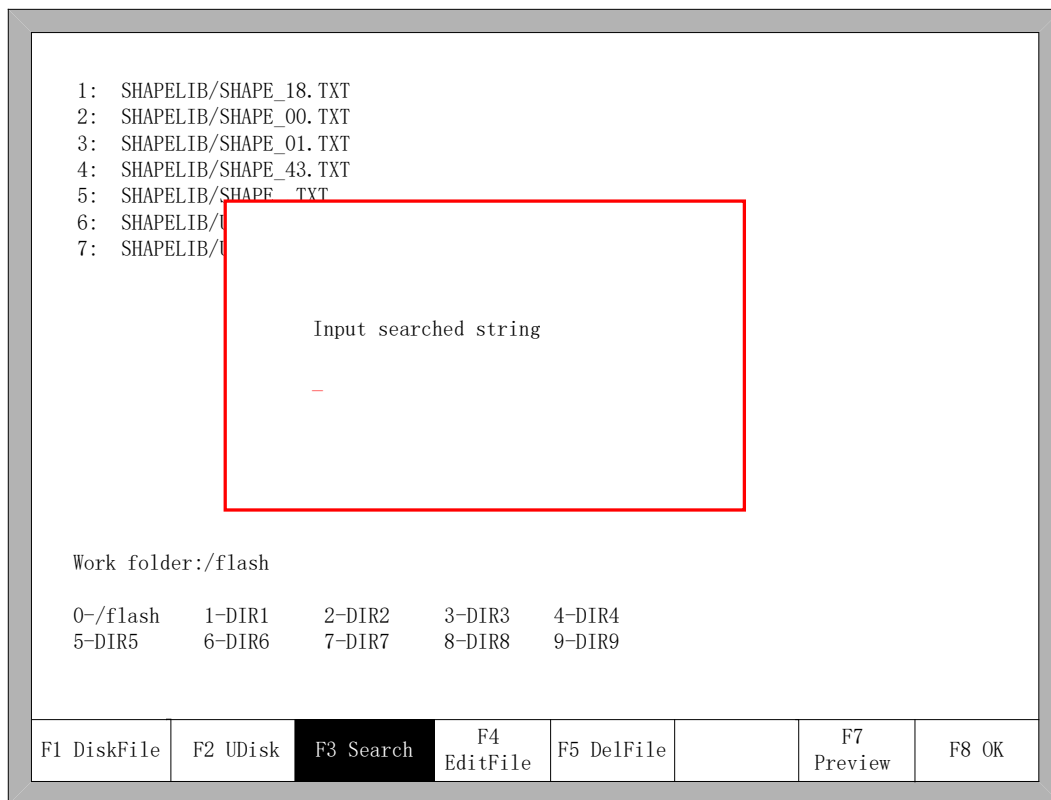 1: SHAPELIB/SHAPE_18.TXT
2: SHAPELIB/SHAPE_00.TXT
3: SHAPELIB/SHAPE_01.TXT
4: SHAPELIB/SHAPE_43.TXT
5: SHAPELIB/SHAPE__TXT
6: SHAPELIB/
7: SHAPELIB/
Input searched string
_
Work folder:/flash
0-/flash 1-DIR1 2-DIR2 3-DIR3 4-DIR4
5-DIR5 6-DIR6 7-DIR7 8-DIR8 9-DIR9
F1 DiskFile F2 UDisk F3 Search F4 EditFile F5 DelFile F7 Preview F8 OK